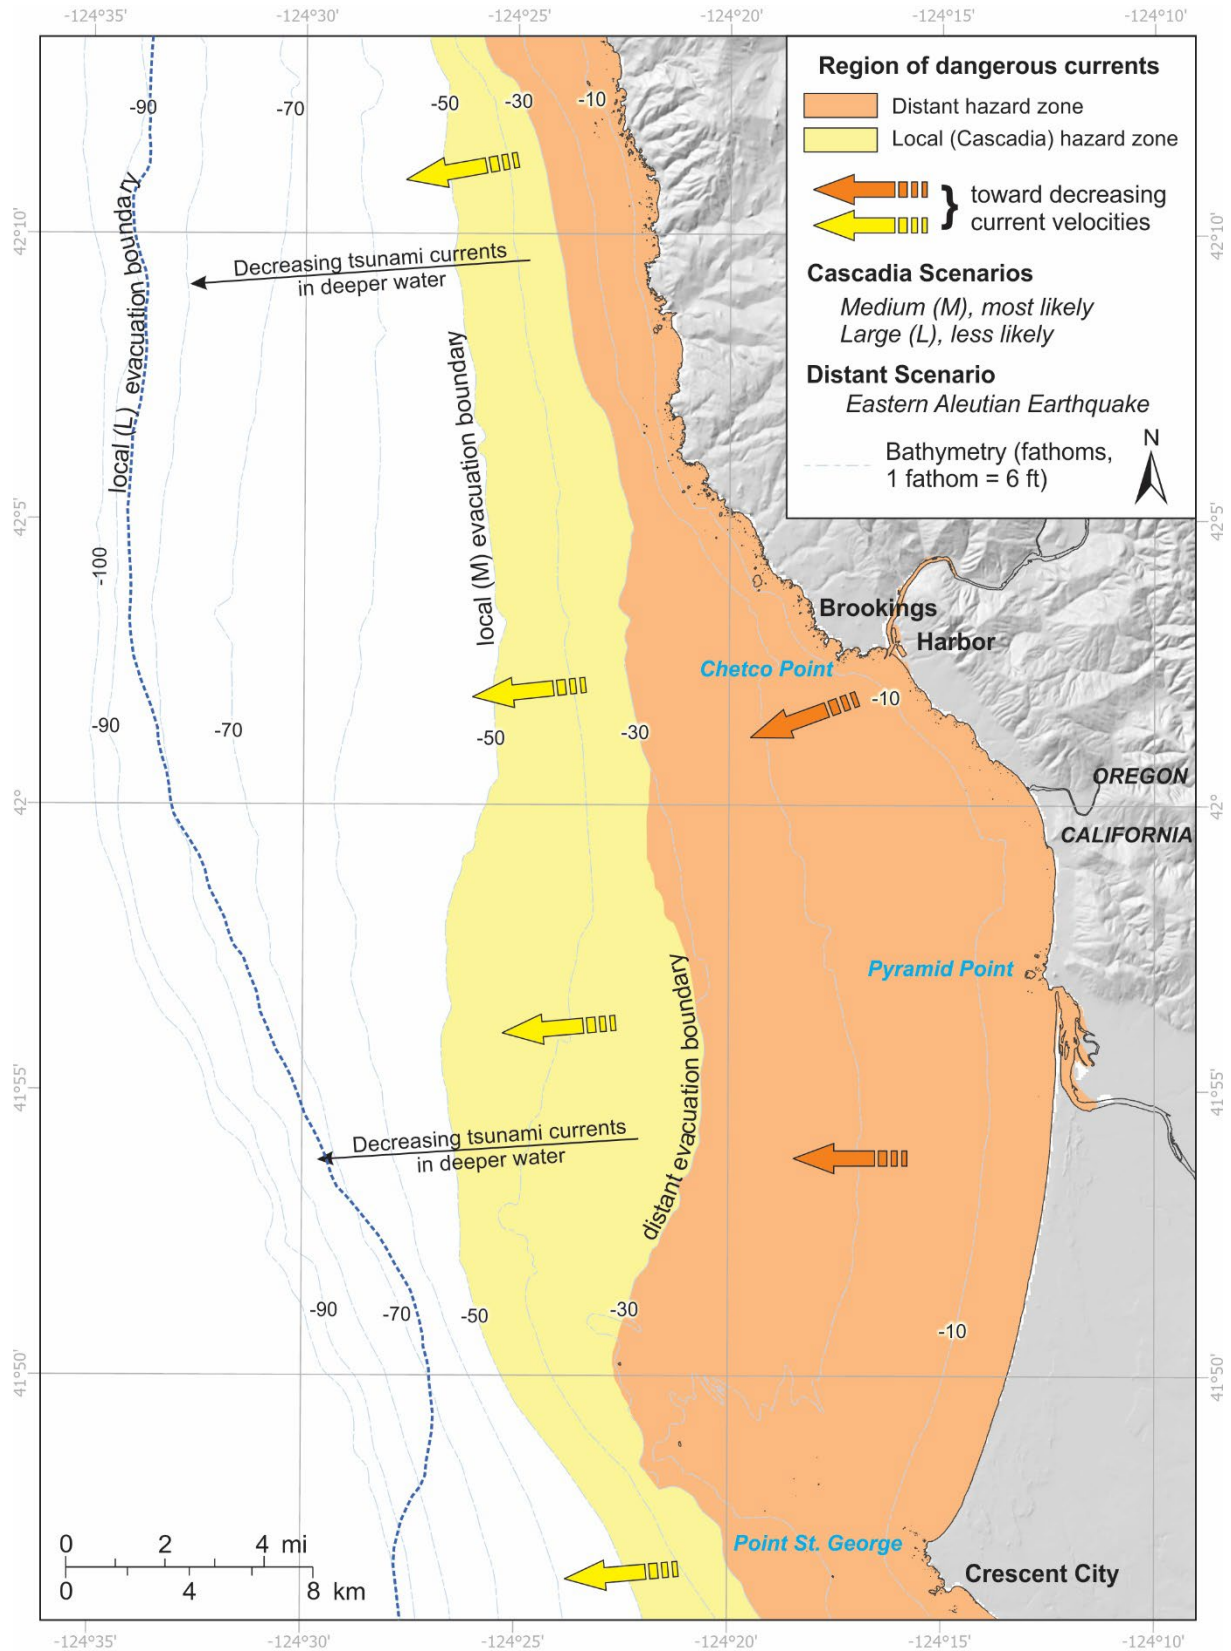 -124°35'
-124°30'
-124°25'
-124°20'
-124°15'
-124°10'
Region of dangerous currents
Distant hazard zone
Local (Cascadia) hazard zone
} toward decreasing
current velocities
Cascadia Scenarios
Medium (M), most likely
Large (L), less likely
Distant Scenario
Eastern Aleutian Earthquake
Bathymetry (fathoms,
1 fathom = 6 ft)
N
-90
-70
-50
-30
-10
42°10'
42°10'
local (L) evacuation boundary
Decreasing tsunami currents
in deeper water
local (M) evacuation boundary
42°5'
42°5'
-100
Brookings
Harbor
Chetco Point
-10
-90
-70
-50
-30
OREGON
42°
42°
CALIFORNIA
Pyramid Point
distant evacuation boundary
41°55'
41°55'
Decreasing tsunami currents
in deeper water
-90
-70
-50
-30
-10
41°50'
41°50'
Point St. George
Crescent City
0 2 4 mi
0 4 8 km
-124°35'
-124°30'
-124°25'
-124°20'
-124°15'
-124°10'